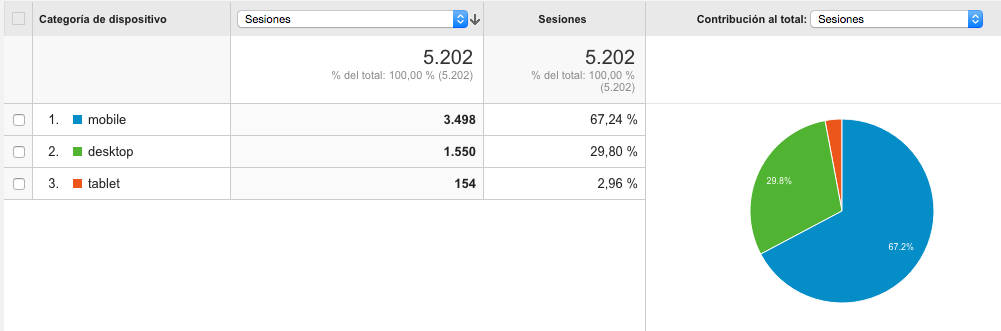 Categoría de dispositivo
Sesiones
Sesiones
Contribución al total: Sesiones
5.202
% del total: 100,00 % (5.202)
5.202
% del total: 100,00 %
(5.202)
1. mobile 3.498 67,24 %
2. desktop 1.550 29,80 %
3. tablet 154 2,96 %
29.8%
67.2%